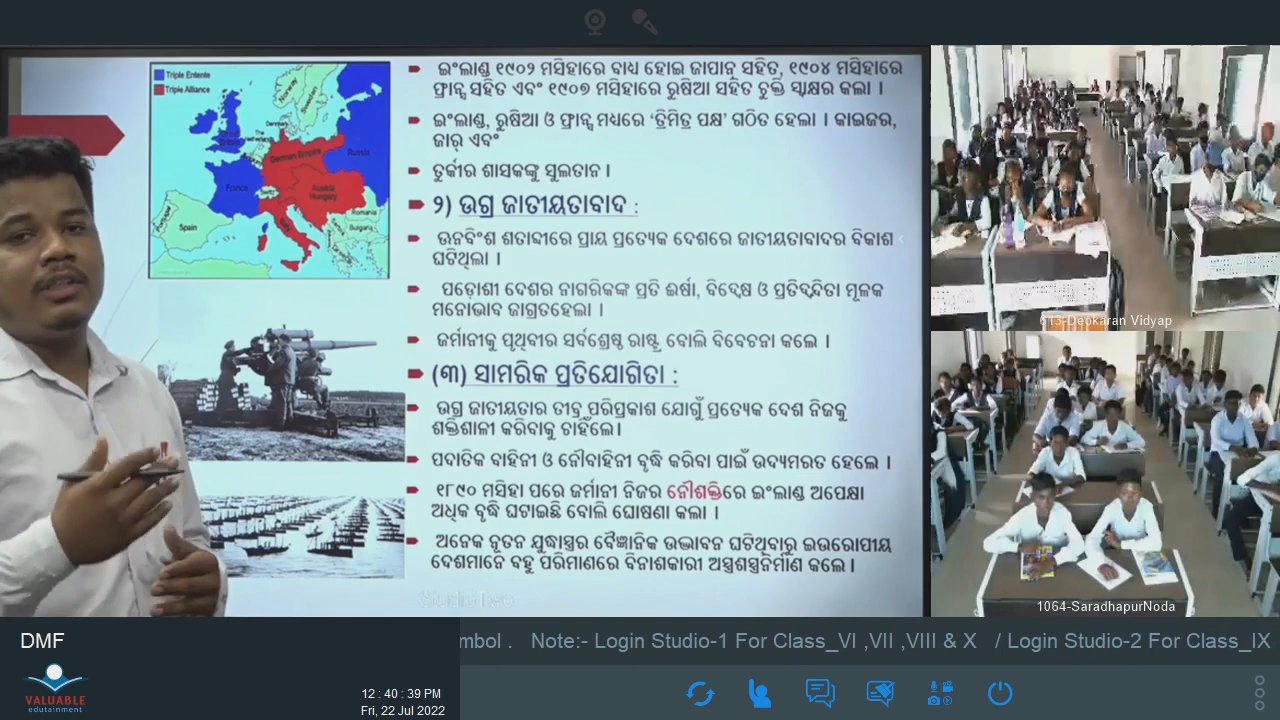 Triple Entente
Triple Alliance
Norway
Sweden
Great Britain
German Empire
Russia
France
Austria Hungary
Italy
Spain
Romania
Bulgaria
ଇଂଲାଣ୍ଡ ୧୯୦୨ ମସିହାରେ ବାଧ୍ୟ ହୋଇ ଜାପାନ୍ ସହିତ, ୧୯୦୪ ମସିହାରେ
ଫ୍ରାନ୍ସ ସହିତ ଏବଂ ୧୯୦୭ ମସିହାରେ ରୁଷିଆ ସହିତ ଚୁକ୍ତି ସ୍ୱାକ୍ଷର କଲା ।
ଇଂଲାଣ୍ଡ, ରୁଷିଆ ଓ ଫ୍ରାନ୍ସ ମଧ୍ୟରେ ‘ତ୍ରିମିତ୍ର ପକ୍ଷ’ ଗଠିତ ହେଲା । କାଇଜର,
ଜାର୍ ଏବଂ
ତୁର୍କୀର ଶାସକଙ୍କୁ ସୁଲତାନ ।
୨) ଉଗ୍ର ଜାତୀୟତାବାଦ :
ଊନବିଂଶ ଶତାବ୍ଦୀରେ ପ୍ରାୟ ପ୍ରତ୍ୟେକ ଦେଶରେ ଜାତୀୟତାବାଦର ବିକାଶ
ଘଟିଥିଲା ।
ପଡ଼ୋଶୀ ଦେଶର ନାଗରିକଙ୍କ ପ୍ରତି ଈର୍ଷା, ବିଦ୍ୱେଷ ଓ ପ୍ରତିଦ୍ୱନ୍ଦିତା ମୂଳକ
ମନୋଭାବ ଜାଗ୍ରତହେଲା ।
ଜର୍ମାନୀକୁ ପୃଥିବୀର ସର୍ବଶ୍ରେଷ୍ଠ ରାଷ୍ଟ୍ର ବୋଲି ବିବେଚନା କଲେ ।
(୩) ସାମରିକ ପ୍ରତିଯୋଗିତା :
ଉଗ୍ର ଜାତୀୟତାର ତୀବ୍ର ପରିପ୍ରକାଶ ଯୋଗୁଁ ପ୍ରତ୍ୟେକ ଦେଶ ନିଜକୁ
ଶକ୍ତିଶାଳୀ କରିବାକୁ ଚାହିଁଲେ।
ପଦାତିକ ବାହିନୀ ଓ ନୌବାହିନୀ ବୃଦ୍ଧି କରିବା ପାଇଁ ଉଦ୍ୟମରତ ହେଲେ ।
୧୮୯୦ ମସିହା ପରେ ଜର୍ମାନୀ ନିଜର ନୌଶକ୍ତିରେ ଇଂଲାଣ୍ଡ ଅପେକ୍ଷା
ଅଧିକ ବୃଦ୍ଧି ଘଟାଇଛି ବୋଲି ଘୋଷଣା କଲା ।
ଅନେକ ନୂତନ ଯୁଦ୍ଧାସ୍ତ୍ରର ବୈଜ୍ଞାନିକ ଉଦ୍ଭାବନ ଘଟିଥିବାରୁ ଇଉରୋପୀୟ
ଦେଶମାନେ ବହୁ ପରିମାଣରେ ବିନାଶକାରୀ ଅସ୍ତ୍ରଶସ୍ତ୍ରନିର୍ମାଣ କଲେ ।
613-Deokaran Vidyap
1064-SaradhapurNoda
DMF
VALUABLE
edutainment
12 : 40 : 39 PM
Fri, 22 Jul 2022
mbol . Note:- Login Studio-1 For Class_VI ,VII ,VIII & X / Login Studio-2 For Class_IX